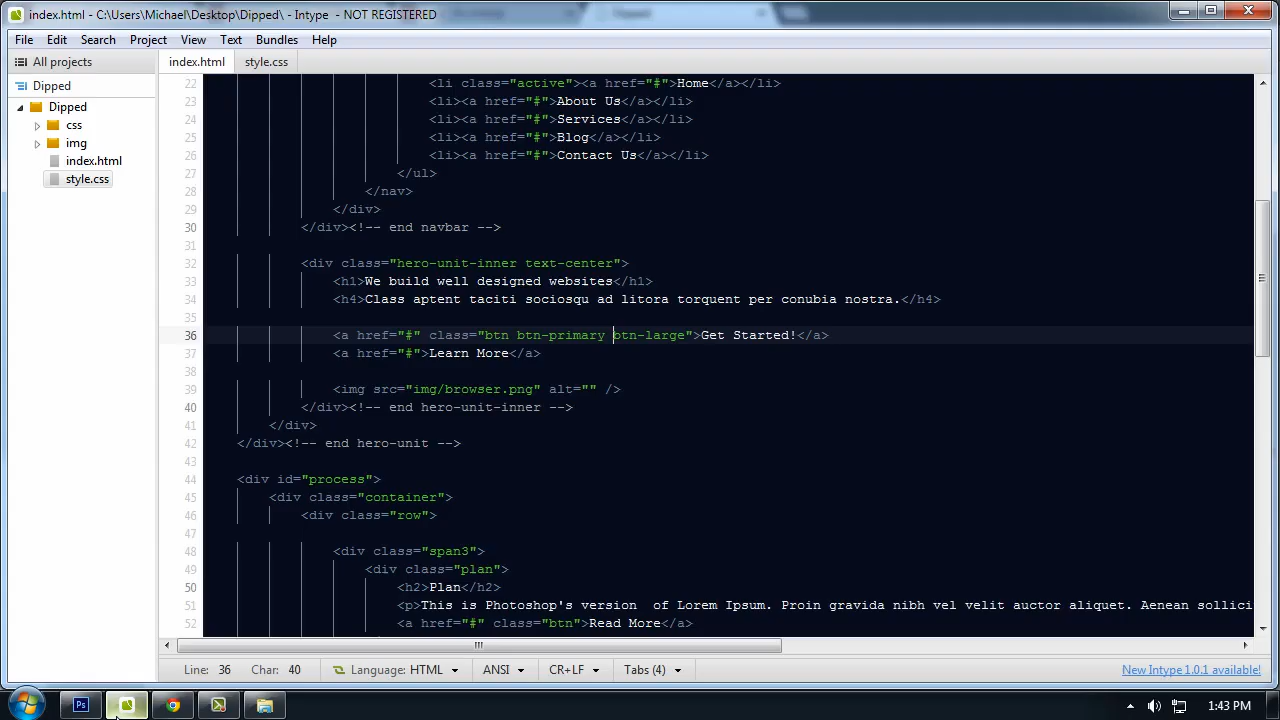 index.html - C:\Users\Michael\Desktop\Dipped\ - Intype - NOT REGISTERED
File Edit Search Project View Text Bundles Help
All projects
index.html style.css
Dipped
Dipped
css
img
index.html
style.css
22 <li class="active"><a href="#">Home</a></li>
23 <li><a href="#">About Us</a></li>
24 <li><a href="#">Services</a></li>
25 <li><a href="#">Blog</a></li>
26 <li><a href="#">Contact Us</a></li>
27 </ul>
28 </nav>
29 </div>
30 </div><!-- end navbar -->
31
32 <div class="hero-unit-inner text-center">
33 <h1>We build well designed websites</h1>
34 <h4>Class aptent taciti sociosqu ad litora torquent per conubia nostra.</h4>
35
36 <a href="#" class="btn btn-primary btn-large">Get Started!</a>
37 <a href="#">Learn More</a>
38
39 <img src="img/browser.png" alt="" />
40 </div><!-- end hero-unit-inner -->
41 </div>
42 </div><!-- end hero-unit -->
43
44 <div id="process">
45 <div class="container">
46 <div class="row">
47
48 <div class="span3">
49 <div class="plan">
50 <h2>Plan</h2>
51 <p>This is Photoshop's version  of Lorem Ipsum. Proin gravida nibh vel velit auctor aliquet. Aenean sollici
52 <a href="#" class="btn">Read More</a>
Line: 36 Char: 40 Language: HTML ANSI CR+LF Tabs (4) New Intype 1.0.1 available!
Ps
1:43 PM